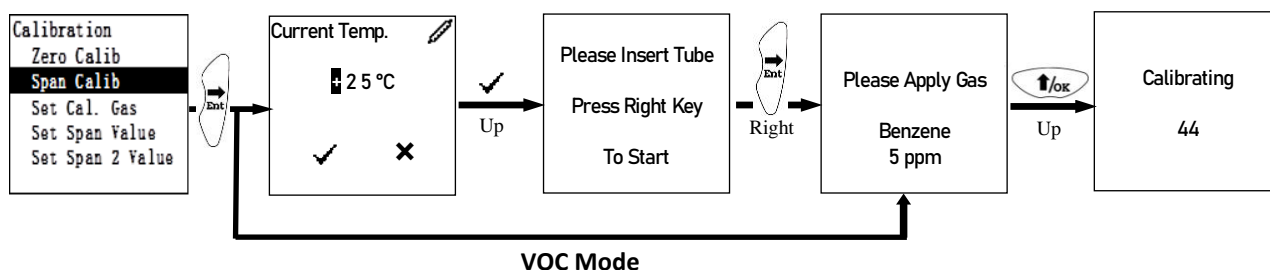 Calibration
Zero Calib
Span Calib
Set Cal. Gas
Set Span Value
Set Span 2 Value
Ent
Current Temp.
+25°C
Up
Please Insert Tube
Press Right Key
To Start
Ent
Right
Please Apply Gas
Benzene
5 ppm
/OK
Up
Calibrating
44
VOC Mode